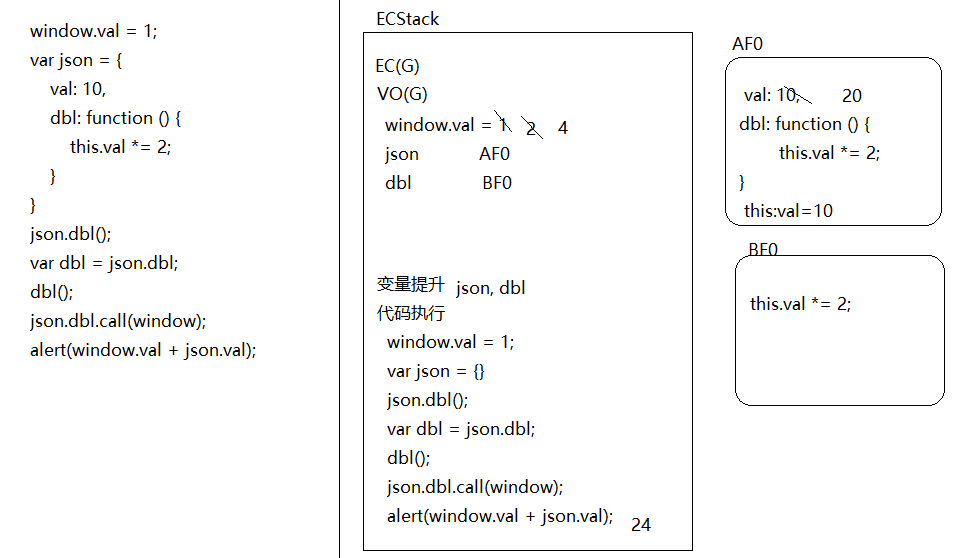 window.val = 1;
var json = {
val: 10,
dbl: function () {
this.val *= 2;
}
}
json.dbl();
var dbl = json.dbl;
dbl();
json.dbl.call(window);
alert(window.val + json.val);
ECStack
EC(G)
VO(G)
window.val = 1 2 4
json AF0
dbl BF0
变量提升 json, dbl
代码执行
window.val = 1;
var json = {}
json.dbl();
var dbl = json.dbl;
dbl();
json.dbl.call(window);
alert(window.val + json.val); 24
AF0
val: 10, 20
dbl: function () {
this.val *= 2;
}
this:val=10
BF0
this.val *= 2;